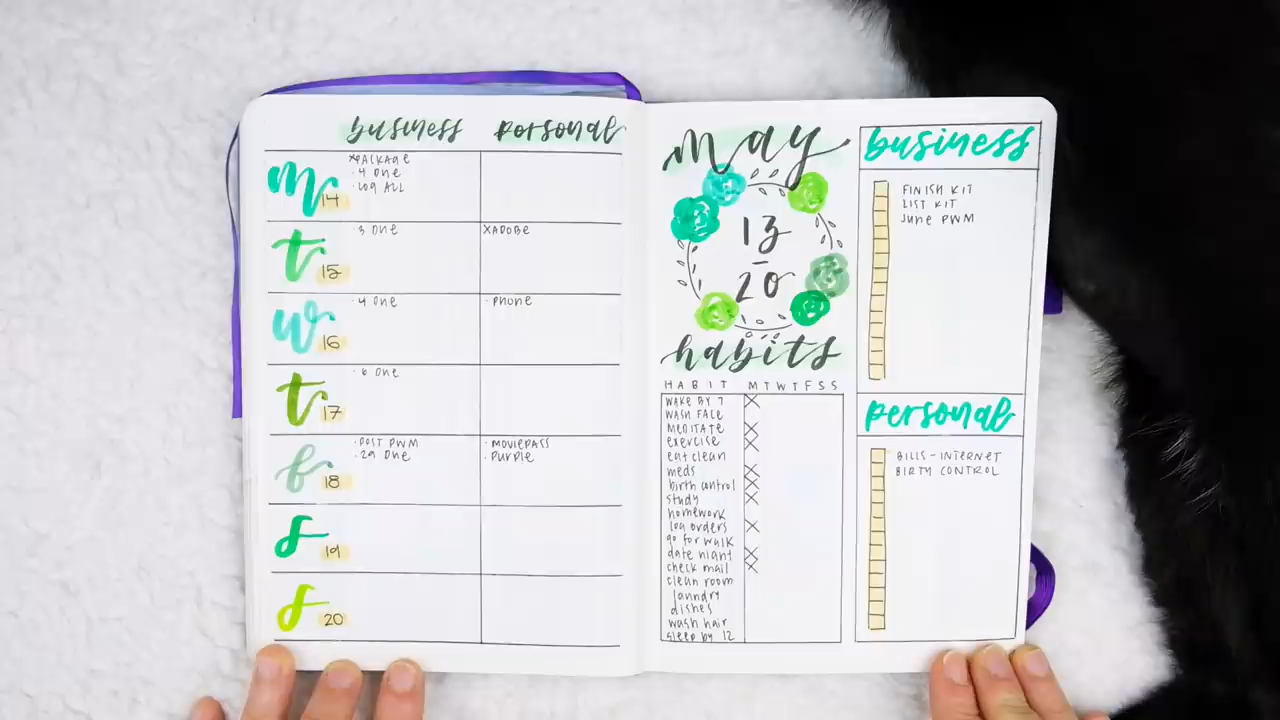 business personal
m 14
xPACKAGE
· 4 one
· LOG ALL
t 15
· 3 one
XADOBE
w 16
· 4 one
· PHONE
t 17
· 6 one
f 18
· POST PWM
· 29 one
· MOVIEPASS
· PURPLE
s 19
s 20
may
13
–
20
habits
HABIT MTWTFSS
WAKE BY 7 X
WASH FACE
MEDITATE X
exercise X
eat clean
meds X
birth control X
study X
homework
log orders X
go for walk
date night X
check mail X
clean room
laundry
dishes
wash hair
sleep by 12
business
FINISH KIT
LIST KIT
JUNE PWM
personal
BILLS - INTERNET
BIRTY CONTROL